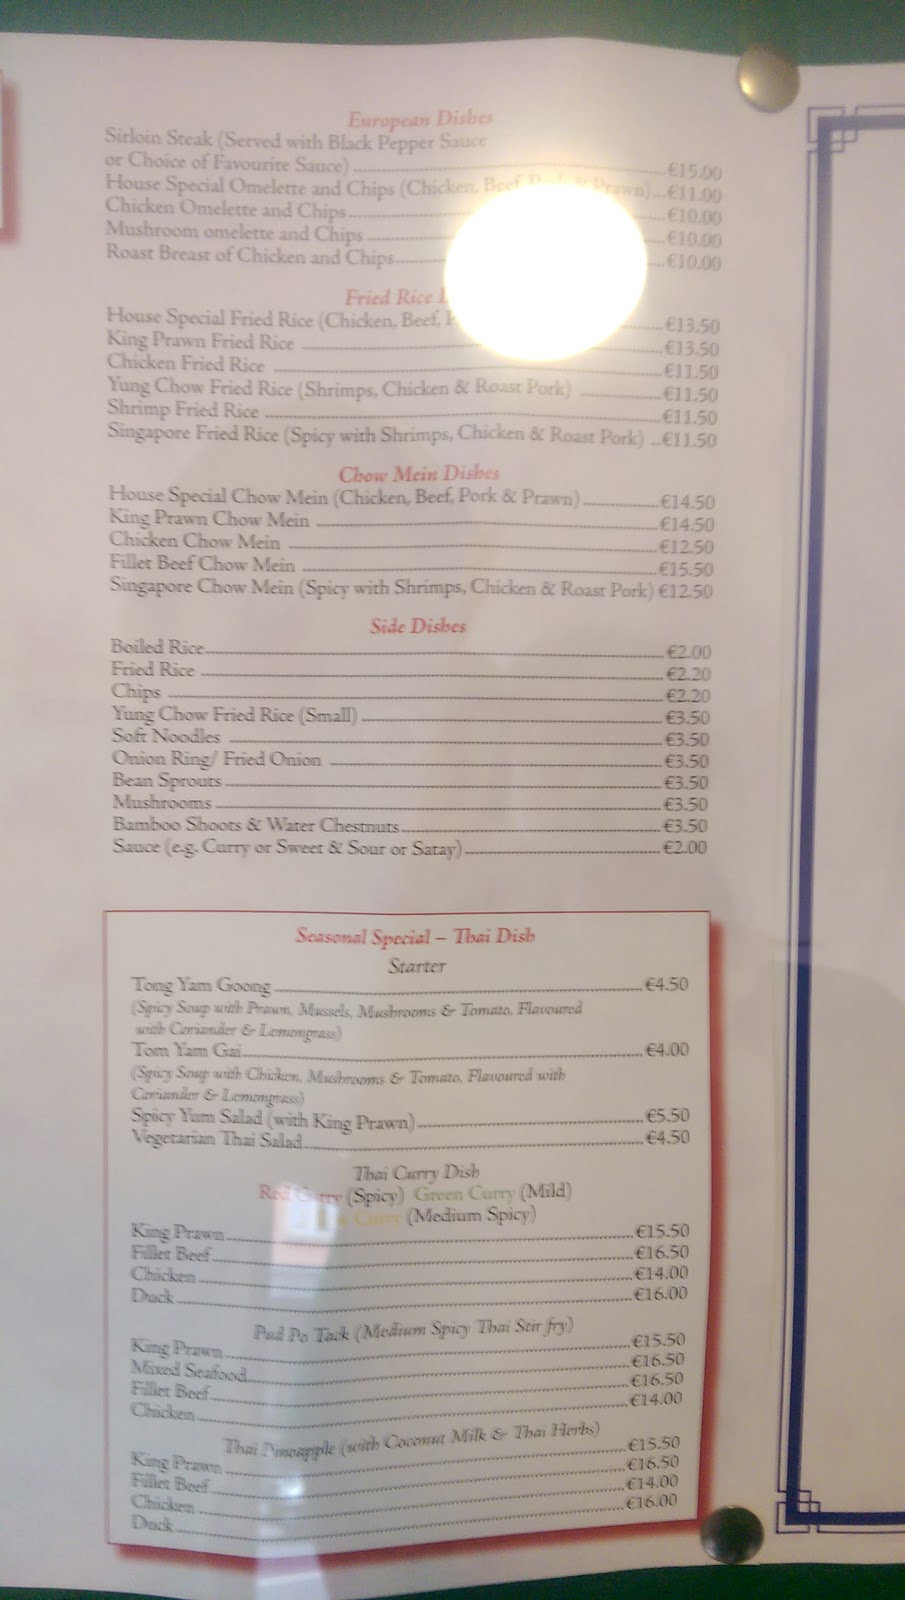 European Dishes
Sirloin Steak (Served with Black Pepper Sauce
or Choice of Favourite Sauce) €15.00
House Special Omelette and Chips (Chicken, Beef, Pork & Prawn) €11.00
Chicken Omelette and Chips €10.00
Mushroom omelette and Chips €10.00
Roast Breast of Chicken and Chips €10.00
Fried Rice
House Special Fried Rice (Chicken, Beef, €13.50
King Prawn Fried Rice €13.50
Chicken Fried Rice €11.50
Yung Chow Fried Rice (Shrimps, Chicken & Roast Pork) €11.50
Shrimp Fried Rice €11.50
Singapore Fried Rice (Spicy with Shrimps, Chicken & Roast Pork) €11.50
Chow Mein Dishes
House Special Chow Mein (Chicken, Beef, Pork & Prawn) €14.50
King Prawn Chow Mein €14.50
Chicken Chow Mein €12.50
Fillet Beef Chow Mein €15.50
Singapore Chow Mein (Spicy with Shrimps, Chicken & Roast Pork) €12.50
Side Dishes
Boiled Rice €2.00
Fried Rice €2.20
Chips €2.20
Yung Chow Fried Rice (Small) €3.50
Soft Noodles €3.50
Onion Ring/ Fried Onion €3.50
Bean Sprouts €3.50
Mushrooms €3.50
Bamboo Shoots & Water Chestnuts €3.50
Sauce (e.g. Curry or Sweet & Sour or Satay) €2.00
Seasonal Special – Thai Dish
Starter
Tong Yam Goong €4.50
(Spicy Soup with Prawn, Mussels, Mushrooms & Tomato, Flavoured
with Coriander & Lemongrass)
Tom Yam Gai €4.00
(Spicy Soup with Chicken, Mushrooms & Tomato, Flavoured with
Coriander & Lemongrass)
Spicy Yum Salad (with King Prawn) €5.50
Vegetarian Thai Salad €4.50
Thai Curry Dish
Red Curry (Spicy) Green Curry (Mild)
Curry (Medium Spicy)
King Prawn €15.50
Fillet Beef €16.50
Chicken €14.00
Duck €16.00
Pud Po Tack (Medium Spicy Thai Stir fry)
King Prawn €15.50
Mixed Seafood €16.50
Fillet Beef €16.50
Chicken €14.00
Thai Pineapple (with Coconut Milk & Thai Herbs)
King Prawn €15.50
Fillet Beef €16.50
Chicken €14.00
Duck €16.00